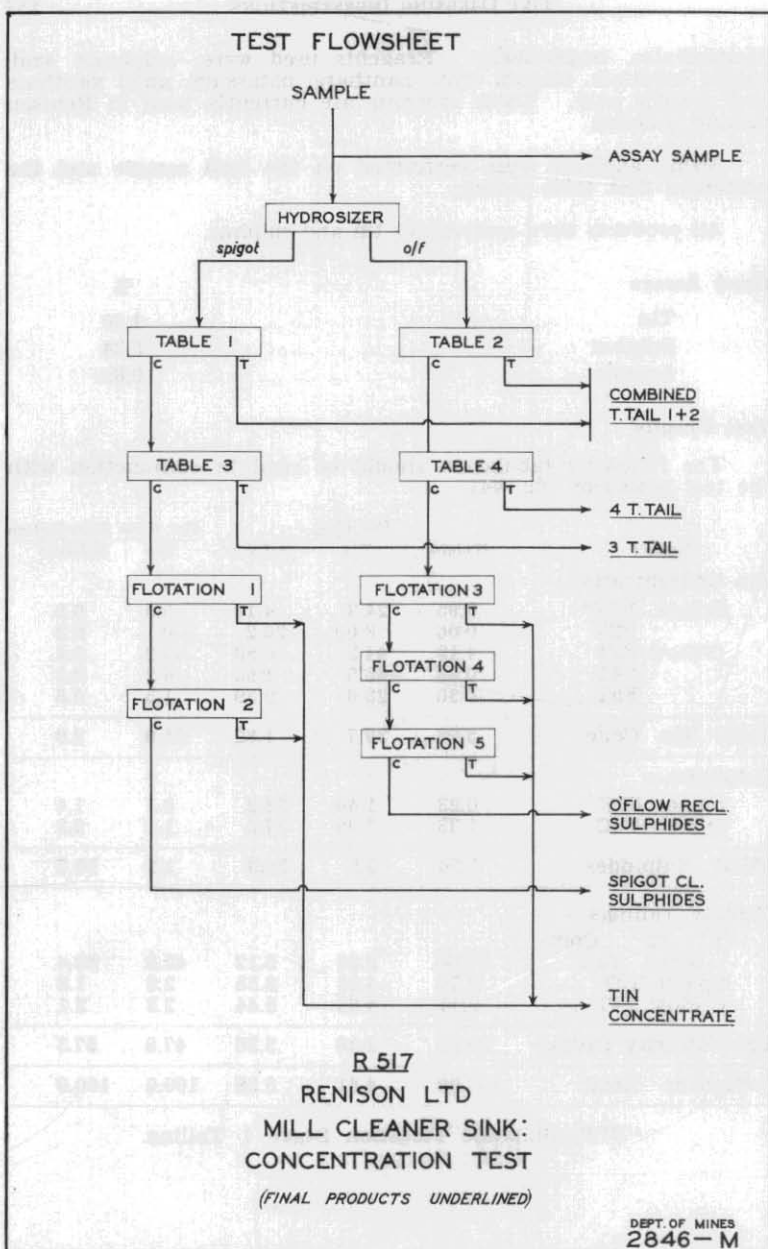 TEST FLOWSHEET
SAMPLE
ASSAY SAMPLE
HYDROSIZER
spigot
o/f
TABLE 1
TABLE 2
C T
C T
COMBINED
T.TAIL 1+2
TABLE 3
TABLE 4
C T
C T
4 T. TAIL
3 T. TAIL
FLOTATION 1
FLOTATION 3
C T
C T
FLOTATION 4
C T
FLOTATION 2
C T
FLOTATION 5
C T
O'FLOW RECL.
SULPHIDES
SPIGOT CL.
SULPHIDES
TIN
CONCENTRATE
R 517
RENISON LTD
MILL CLEANER SINK:
CONCENTRATION TEST
(FINAL PRODUCTS UNDERLINED)
DEPT. OF MINES
2846—M